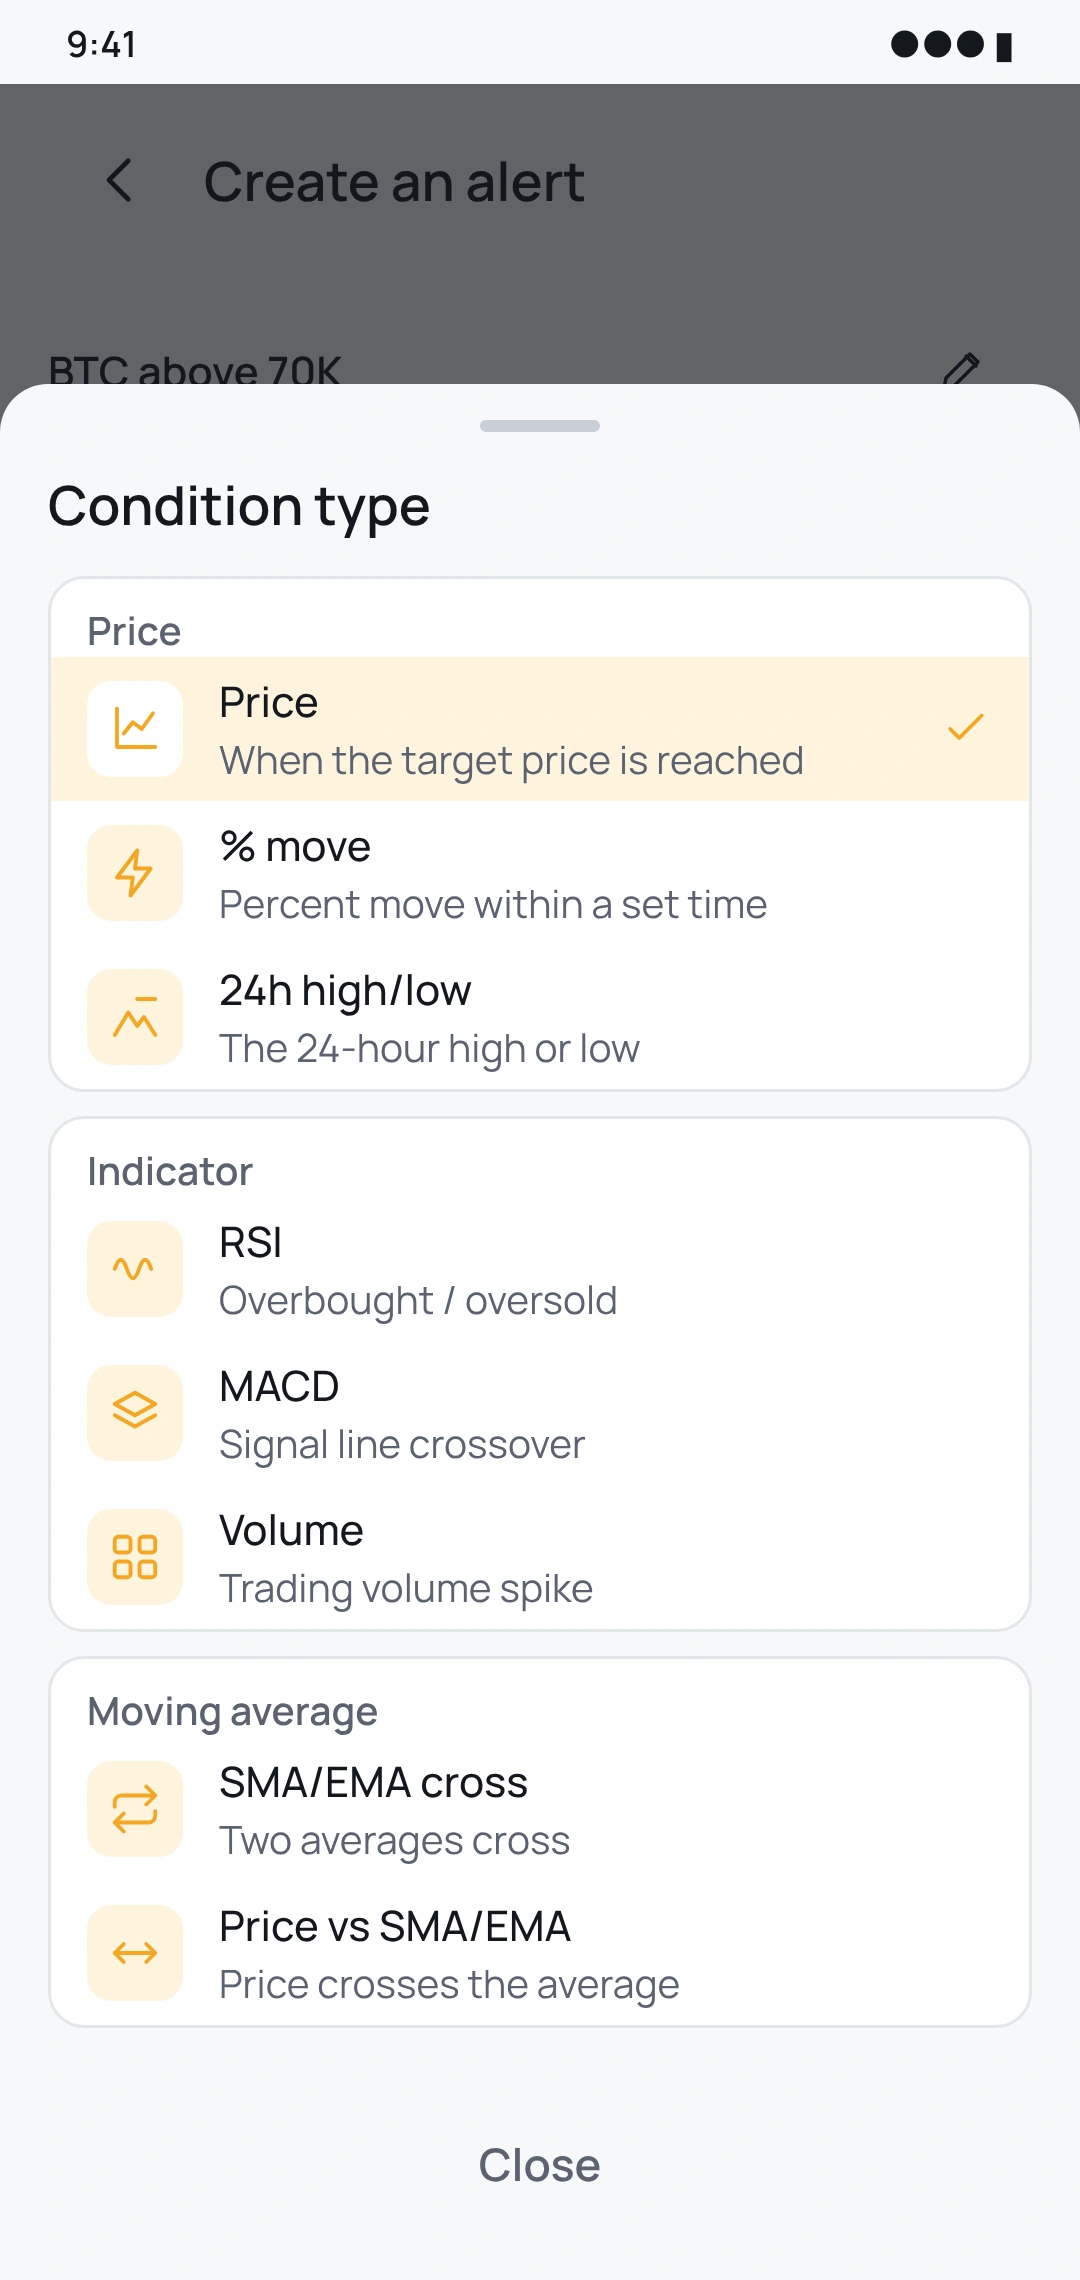 9:41
Create an alert
BTC above 70K
Condition type
Price
Price
When the target price is reached
% move
Percent move within a set time
24h high/low
The 24-hour high or low
Indicator
RSI
Overbought / oversold
MACD
Signal line crossover
Volume
Trading volume spike
Moving average
SMA/EMA cross
Two averages cross
Price vs SMA/EMA
Price crosses the average
Close